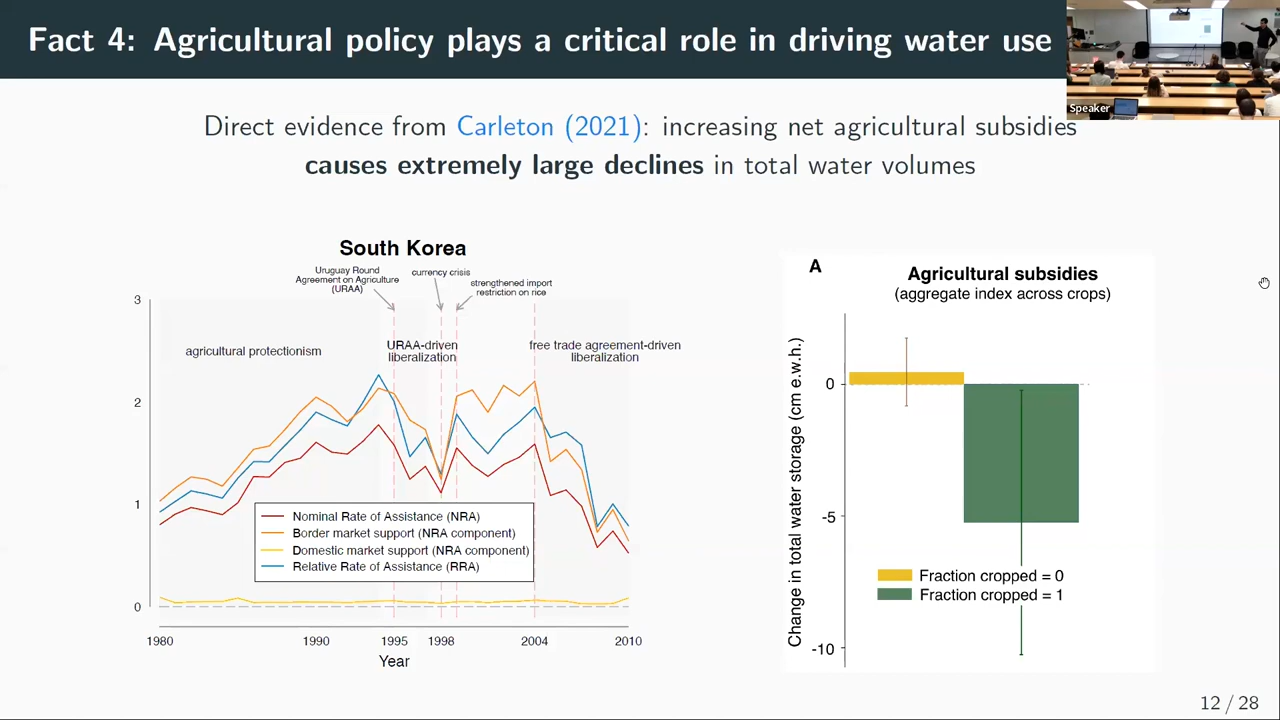 Fact 4: Agricultural policy plays a critical role in driving water use
Speaker
Direct evidence from Carleton (2021): increasing net agricultural subsidies
causes extremely large declines in total water volumes
South Korea
Uruguay Round
Agreement on Agriculture
(URAA)
currency crisis
strengthened import
restriction on rice
agricultural protectionism
URAA-driven
liberalization
free trade agreement-driven
liberalization
3
2
1
0
Nominal Rate of Assistance (NRA)
Border market support (NRA component)
Domestic market support (NRA component)
Relative Rate of Assistance (RRA)
1980 1990 1995 1998 2004 2010
Year
A
Agricultural subsidies
(aggregate index across crops)
Change in total water storage (cm e.w.h.)
0
-5
-10
Fraction cropped = 0
Fraction cropped = 1
12 / 28